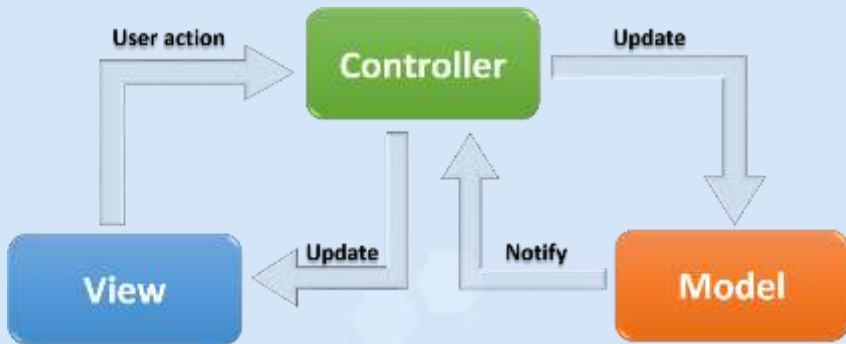 User action
Controller
Update
Update
Notify
View
Model